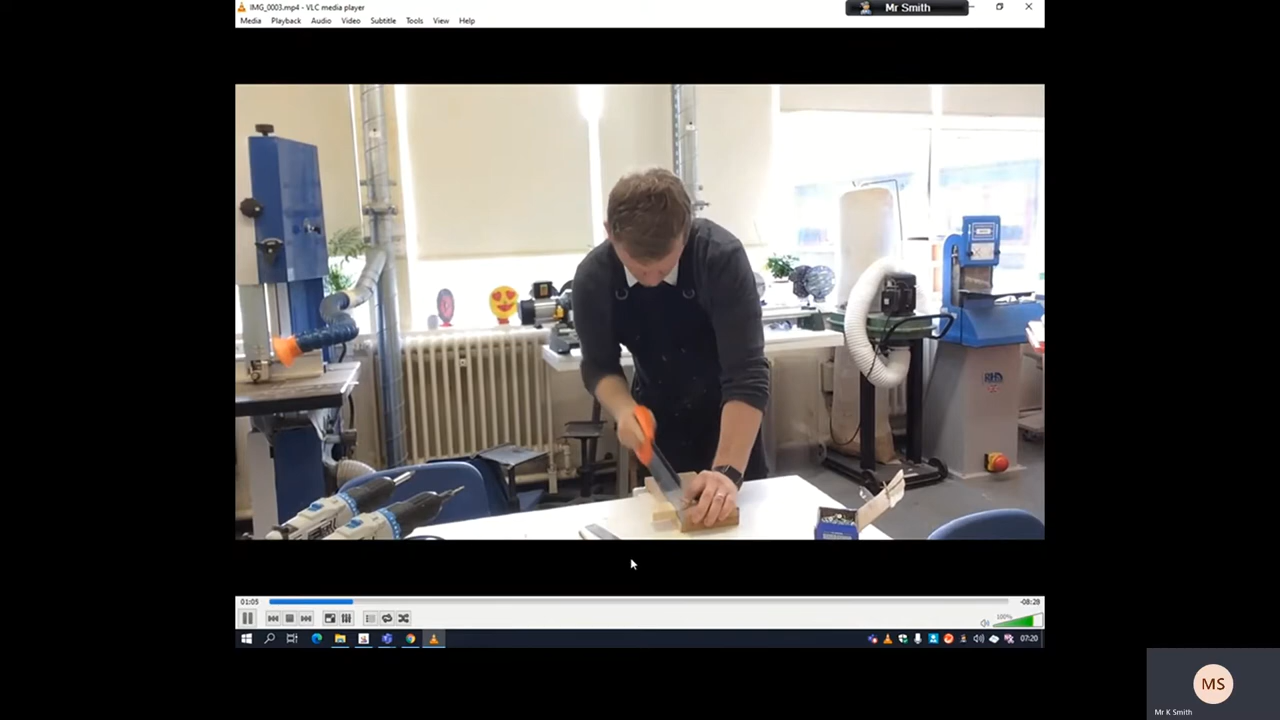 IMG_0003.mp4 - VLC media player
Mr Smith
Media Playback Audio Video Subtitle Tools View Help
01:05
-08:28
100%
07:20
MS
Mr K Smith